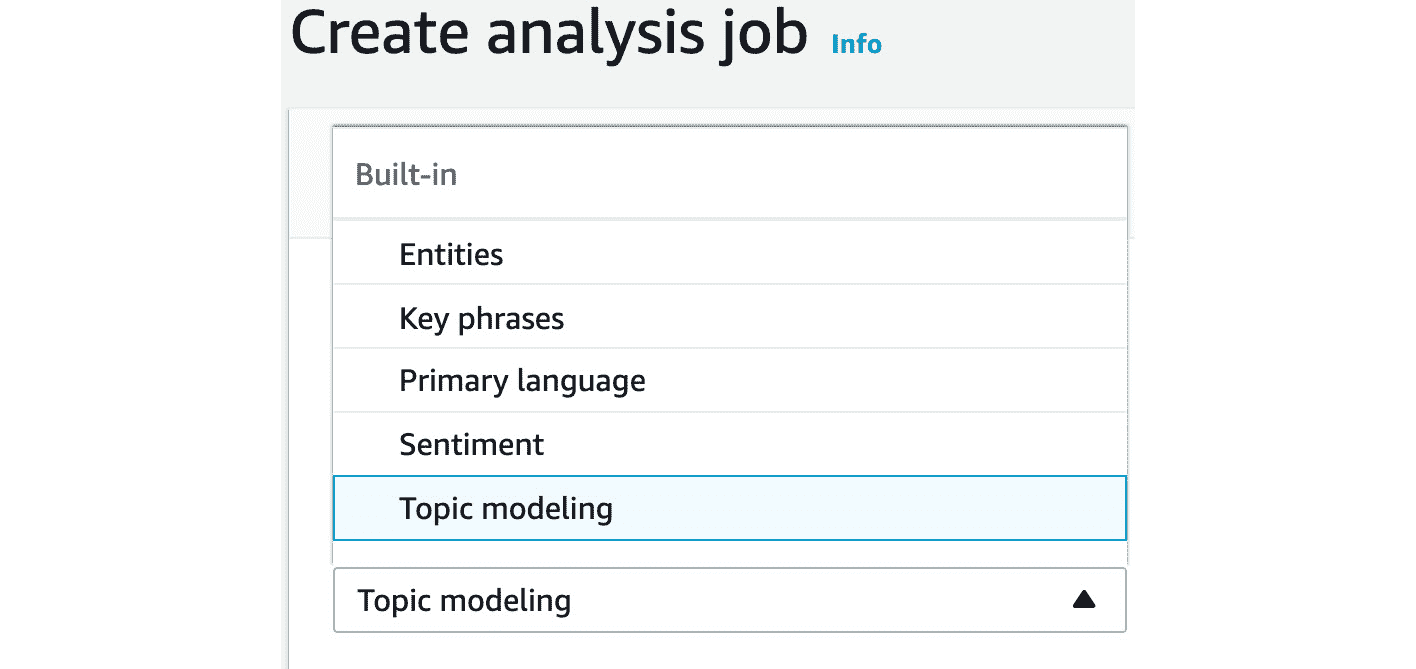 Create analysis job Info
Built-in
Entities
Key phrases
Primary language
Sentiment
Topic modeling
Topic modeling